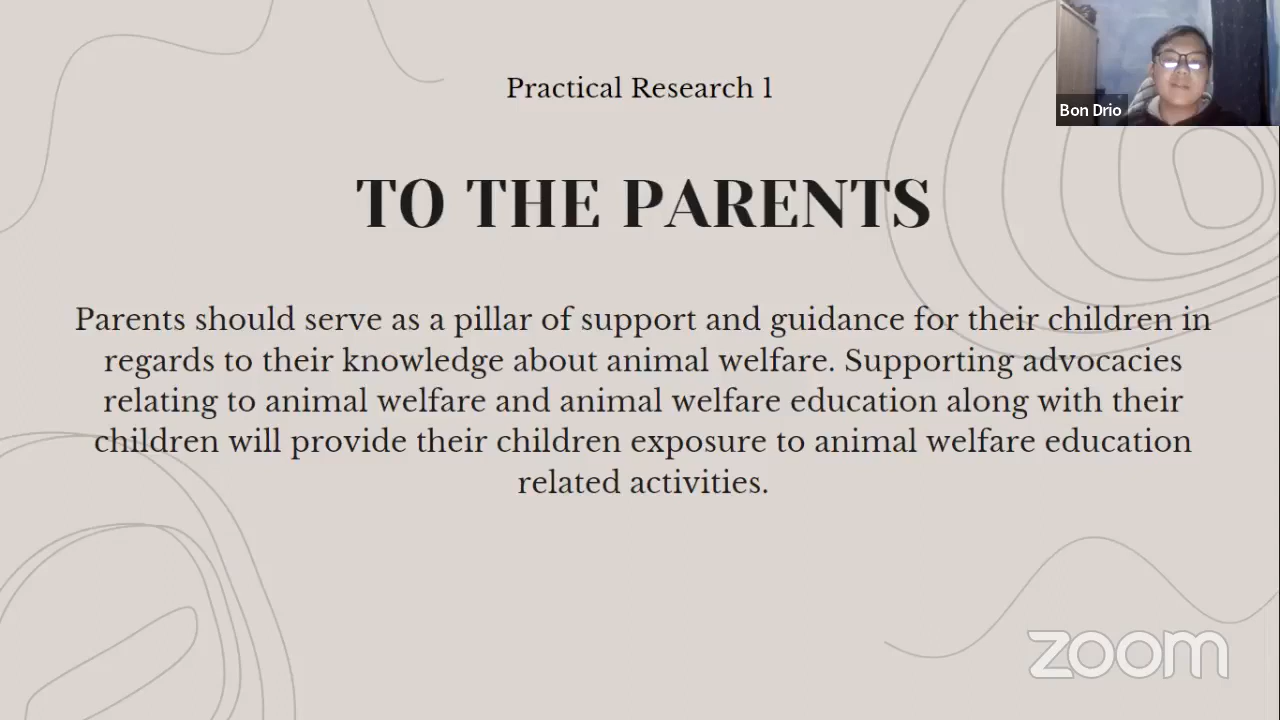 Practical Research 1
Bon Drio
TO THE PARENTS
Parents should serve as a pillar of support and guidance for their children in
regards to their knowledge about animal welfare. Supporting advocacies
relating to animal welfare and animal welfare education along with their
children will provide their children exposure to animal welfare education
related activities.
zoom